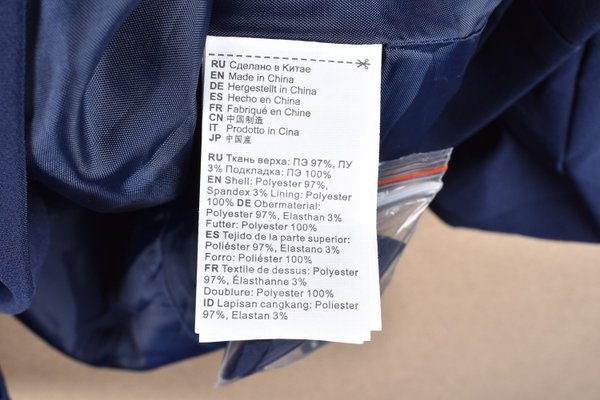 RU Сделано в Китае
EN Made in China
DE Hergestellt in China
ES Hecho en China
FR Fabriqué en Chine
CN 中国制造
IT Prodotto in Cina
JP 中国産
RU Ткань верха: ПЭ 97%, ПУ
3% Подкладка: ПЭ 100%
EN Shell: Polyester 97%,
Spandex 3% Lining: Polyester
100% DE Obermaterial:
Polyester 97%, Elasthan 3%
Futter: Polyester 100%
ES Tejido de la parte superior:
Poliéster 97%, Elastano 3%
Forro: Poliéster 100%
FR Textile de dessus: Polyester
97%, Élasthanne 3%
Doublure: Polyester 100%
ID Lapisan cangkang: Poliester
97%, Elastan 3%